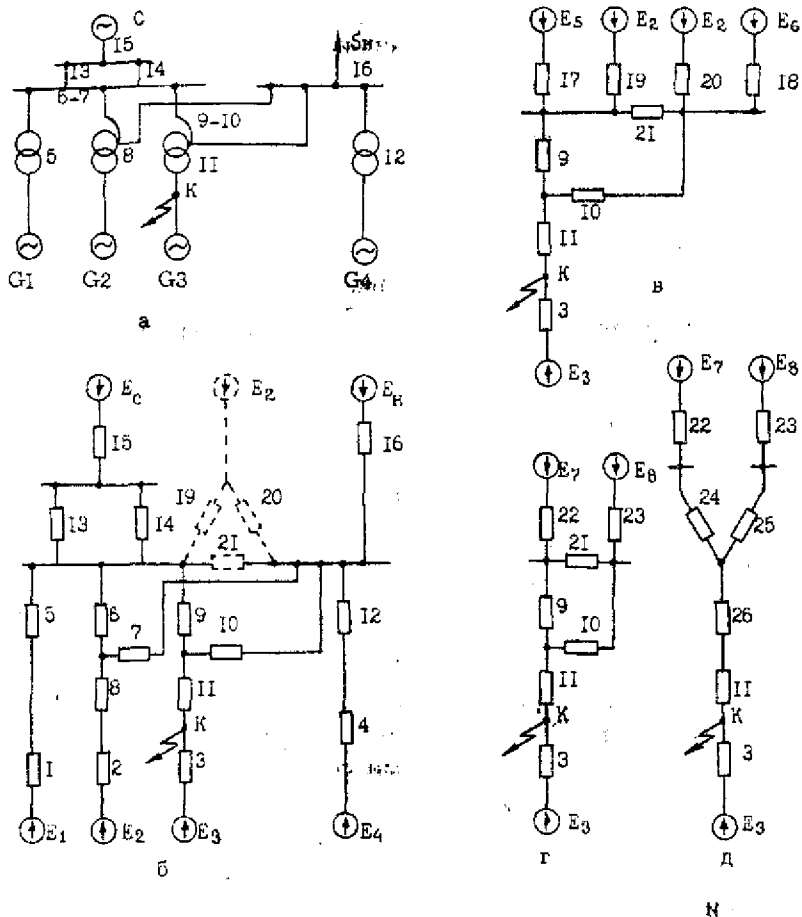 C
I5
I3
I4
6-7
I6
9-10
5
8
II
I2
K
G1
G2
G3
G4
а
E5
E2
E2
E6
I7
I9
20
I8
2I
9
I0
II
K
3
E3
в
Ec
E2
Eн
I5
I6
I9
20
I3
I4
2I
5
6
7
9
I0
I2
8
II
K
I
2
3
4
E1
E2
E3
E4
б
E7
E8
22
23
2I
9
I0
II
K
3
E3
г
E7
E8
22
23
24
25
26
II
K
3
E3
д